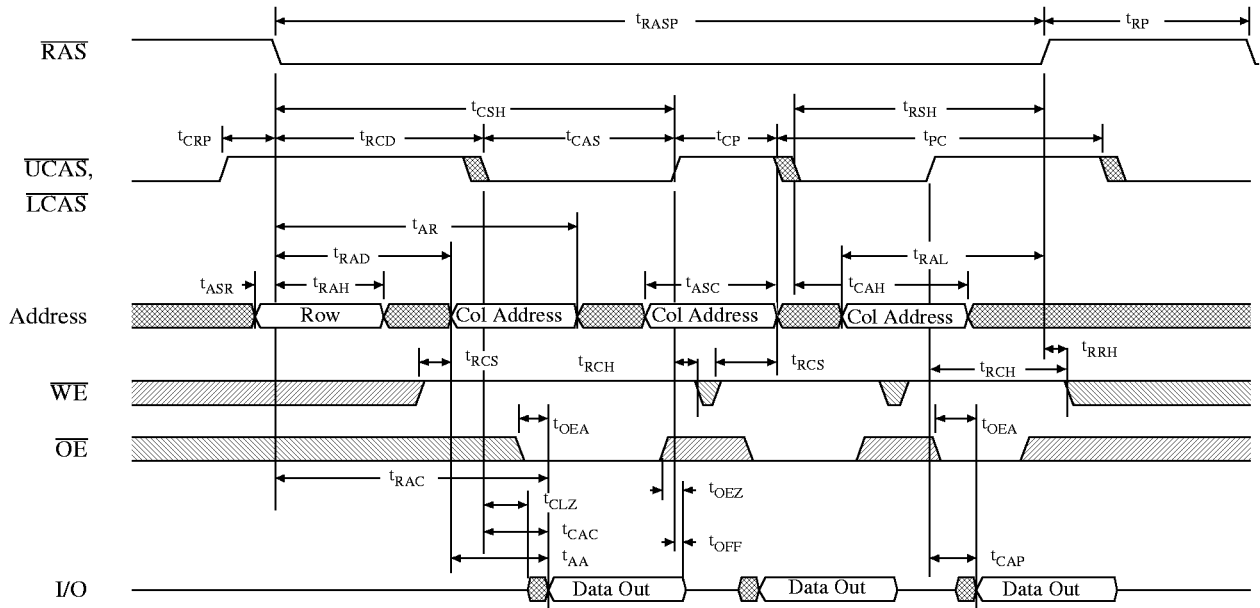 tRASP tRP
RAS
tCSH tRSH
tCRP tRCD tCAS tCP tPC
UCAS,
LCAS
tAR
tRAD tRAL
tASR tRAH tASC tCAH
Address Row Col Address Col Address Col Address
tRRH
tRCS tRCH tRCS tRCH
WE
tOEA tOEA
OE
tRAC
tCLZ tOEZ
tCAC tOFF
tAA tCAP
I/O Data Out Data Out Data Out